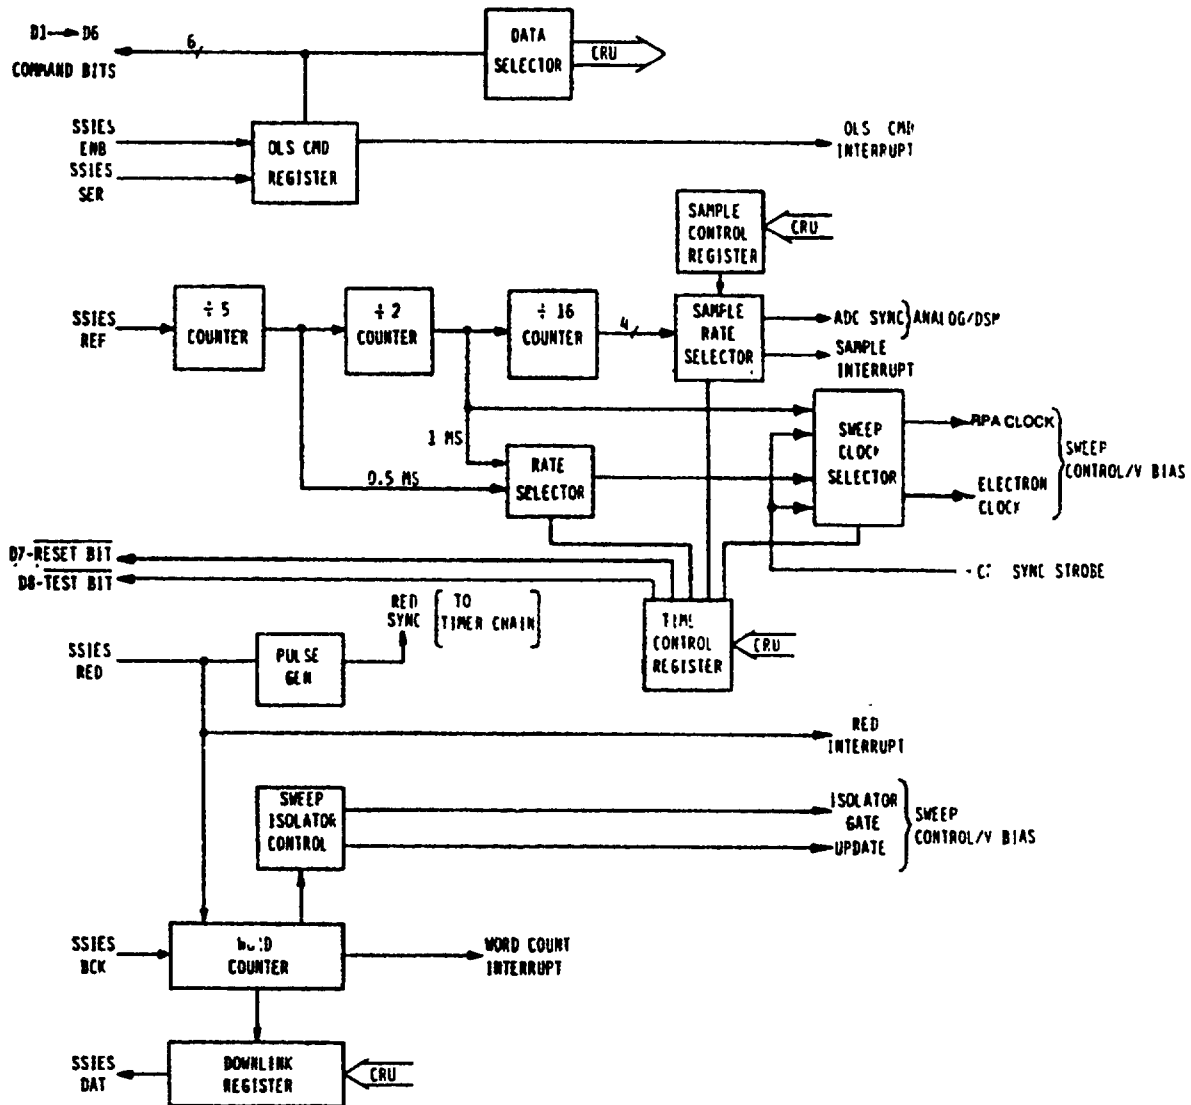 D1→D6
COMMAND BITS
6
DATA
SELECTOR
CRU
SSIES
ENB
SSIES
SER
OLS CMD
REGISTER
OLS CMD
INTERRUPT
SAMPLE
CONTROL
REGISTER
CRU
SSIES
REF
÷ 5
COUNTER
÷ 2
COUNTER
÷ 16
COUNTER
4
SAMPLE
RATE
SELECTOR
ADC SYNC
ANALOG/DSM
SAMPLE
INTERRUPT
1 MS
0.5 MS
RATE
SELECTOR
SWEEP
CLOCK
SELECTOR
RPA CLOCK
ELECTRON
CLOCK
SWEEP
CONTROL/V BIAS
SYNC STROBE
D7-RESET BIT
D8-TEST BIT
RED
SYNC
[TO
TIMER CHAIN]
TIME
CONTROL
REGISTER
CRU
SSIES
RED
PULSE
GEN
RED
INTERRUPT
SWEEP
ISOLATOR
CONTROL
ISOLATOR
GATE
UPDATE
SWEEP
CONTROL/V BIAS
SSIES
BCK
WORD
COUNTER
WORD COUNT
INTERRUPT
SSIES
DAT
DOWNLINK
REGISTER
CRU